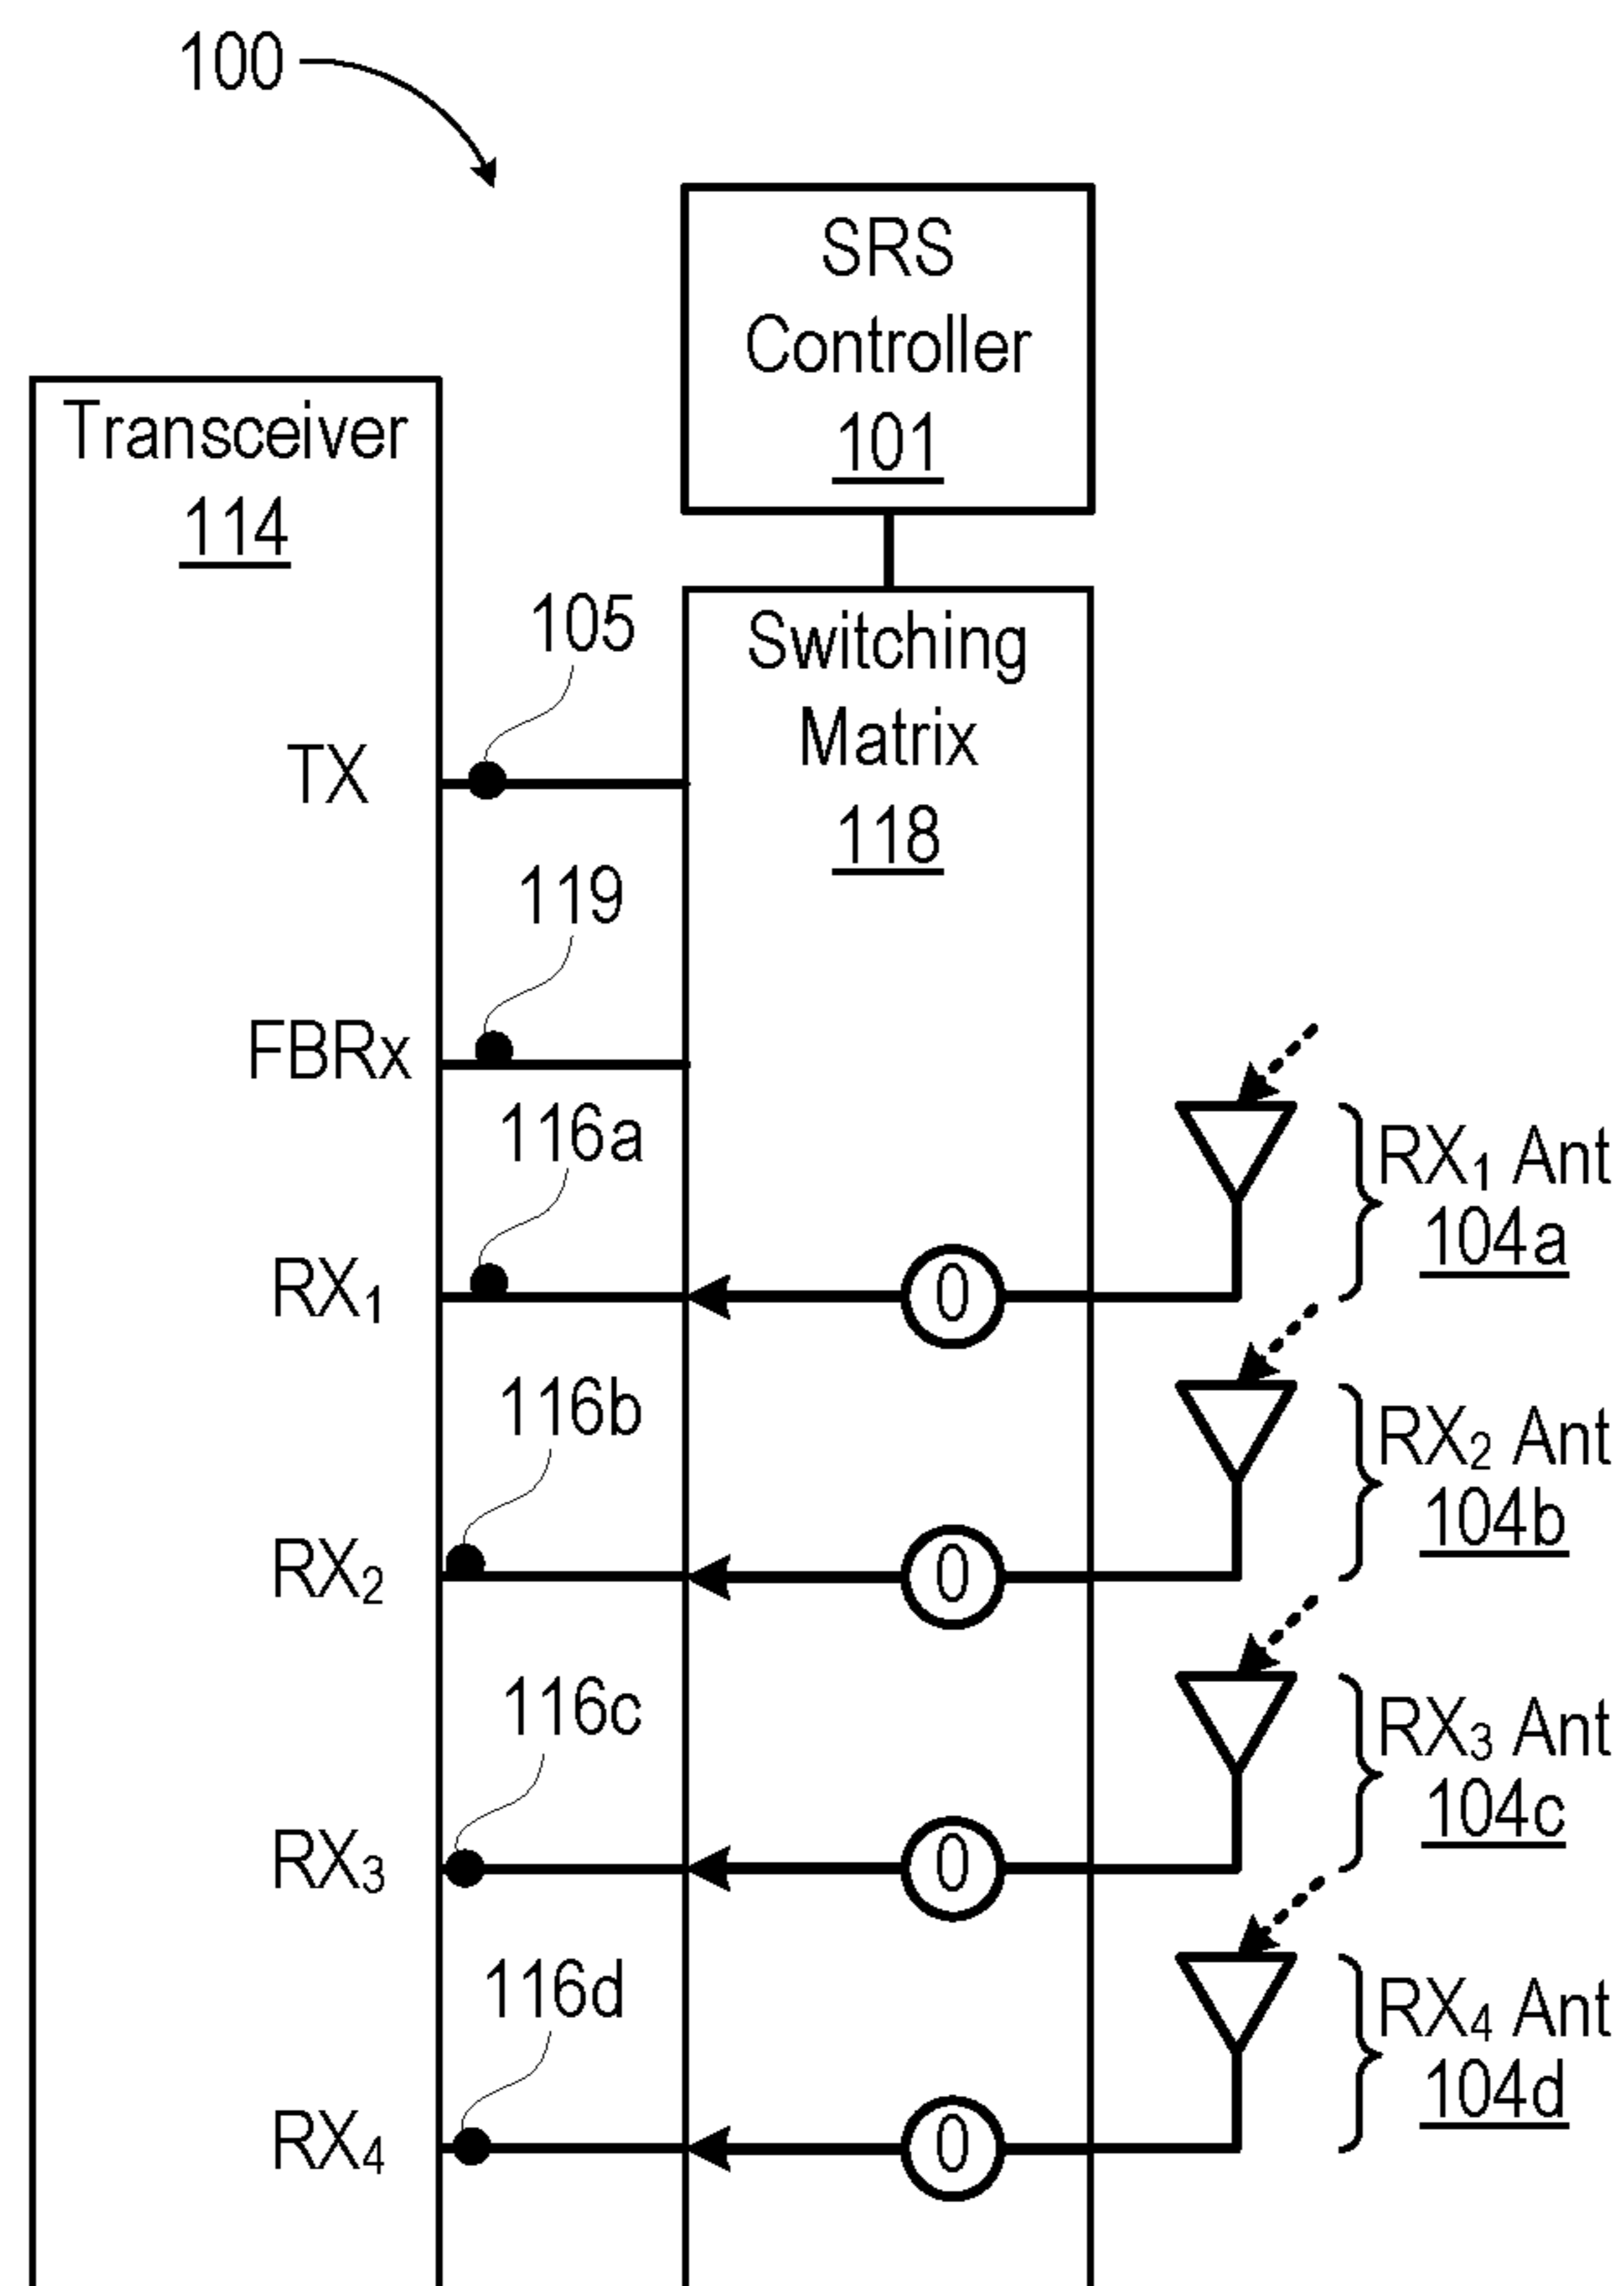 100
SRS
Controller
101
Transceiver
114
Switching
Matrix
118
105
TX
119
FBRx
116a
RX₁
0
RX₁ Ant
104a
116b
RX₂
0
RX₂ Ant
104b
116c
RX₃
0
RX₃ Ant
104c
116d
RX₄
0
RX₄ Ant
104d